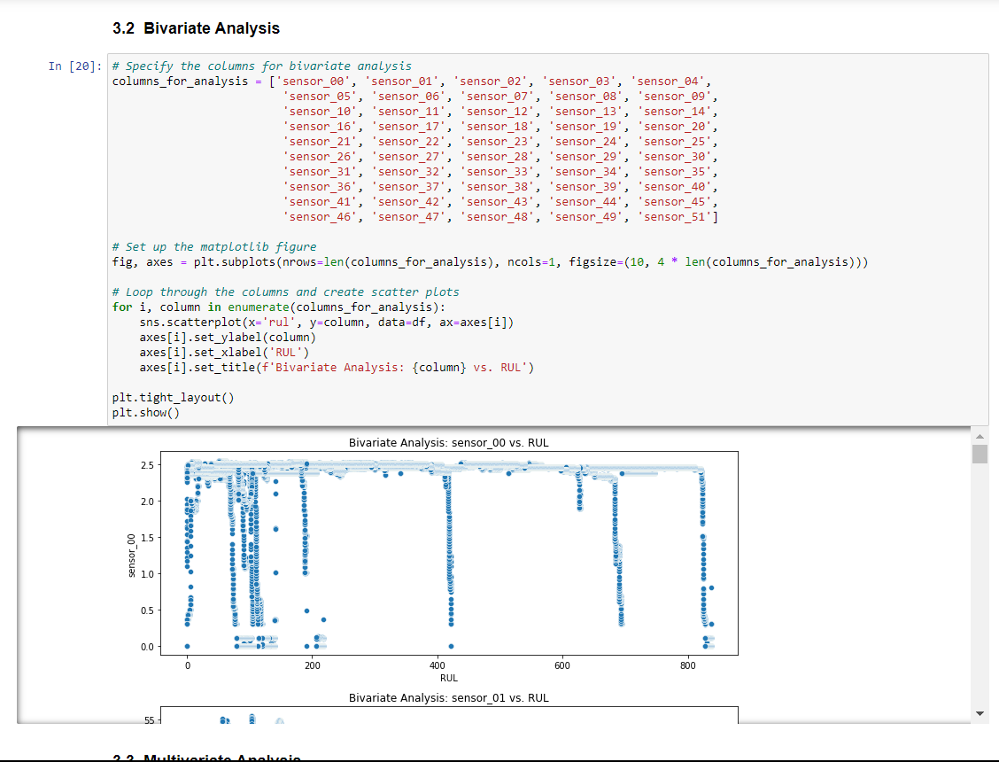 3.2 Bivariate Analysis
In [20]: # Specify the columns for bivariate analysis
columns_for_analysis = ['sensor_00', 'sensor_01', 'sensor_02', 'sensor_03', 'sensor_04',
'sensor_05', 'sensor_06', 'sensor_07', 'sensor_08', 'sensor_09',
'sensor_10', 'sensor_11', 'sensor_12', 'sensor_13', 'sensor_14',
'sensor_16', 'sensor_17', 'sensor_18', 'sensor_19', 'sensor_20',
'sensor_21', 'sensor_22', 'sensor_23', 'sensor_24', 'sensor_25',
'sensor_26', 'sensor_27', 'sensor_28', 'sensor_29', 'sensor_30',
'sensor_31', 'sensor_32', 'sensor_33', 'sensor_34', 'sensor_35',
'sensor_36', 'sensor_37', 'sensor_38', 'sensor_39', 'sensor_40',
'sensor_41', 'sensor_42', 'sensor_43', 'sensor_44', 'sensor_45',
'sensor_46', 'sensor_47', 'sensor_48', 'sensor_49', 'sensor_51']
# Set up the matplotlib figure
fig, axes = plt.subplots(nrows=len(columns_for_analysis), ncols=1, figsize=(10, 4 * len(columns_for_analysis)))
# Loop through the columns and create scatter plots
for i, column in enumerate(columns_for_analysis):
sns.scatterplot(x='rul', y=column, data=df, ax=axes[i])
axes[i].set_ylabel(column)
axes[i].set_xlabel('RUL')
axes[i].set_title(f'Bivariate Analysis: {column} vs. RUL')
plt.tight_layout()
plt.show()
Bivariate Analysis: sensor_00 vs. RUL
2.5
2.0
1.5
1.0
0.5
0.0
sensor_00
0 200 400 600 800
RUL
Bivariate Analysis: sensor_01 vs. RUL
55
3.3 Multivariate Analysis